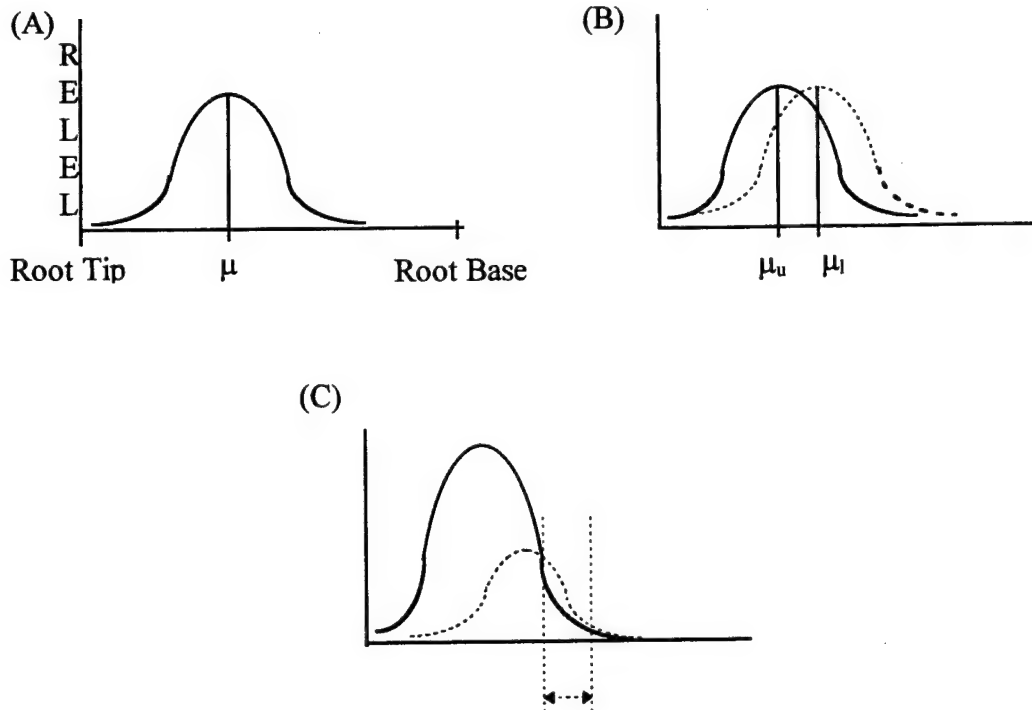 (A)
R
E
L
E
L
Root Tip μ Root Base
(B)
μu μl
(C)